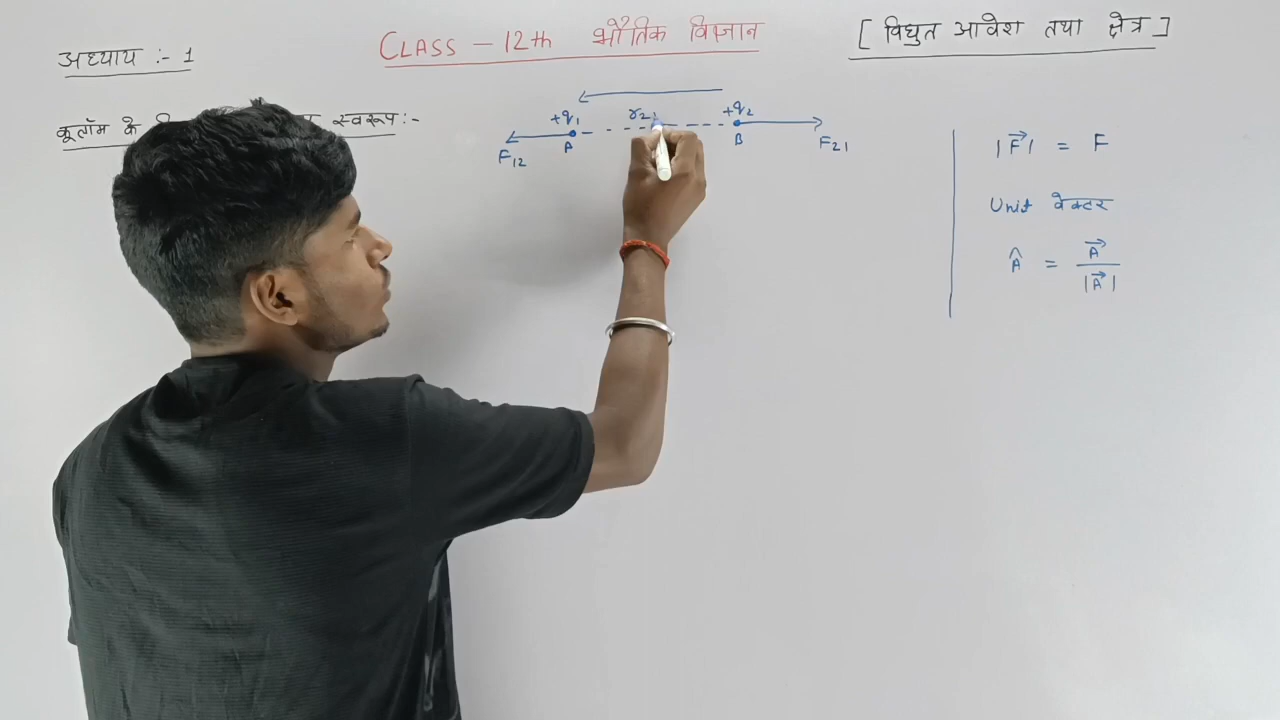 अध्याय :- 1
CLASS - 12th भौतिक विज्ञान
[ विधुत आवेश तथा क्षेत्र ]
कूलॉम के स्वरूप :-
+q₁ r₂₁ +q₂
F₁₂ A B F₂₁
|F⃗| = F
Unit वेक्टर
Â = A⃗ / |A⃗|